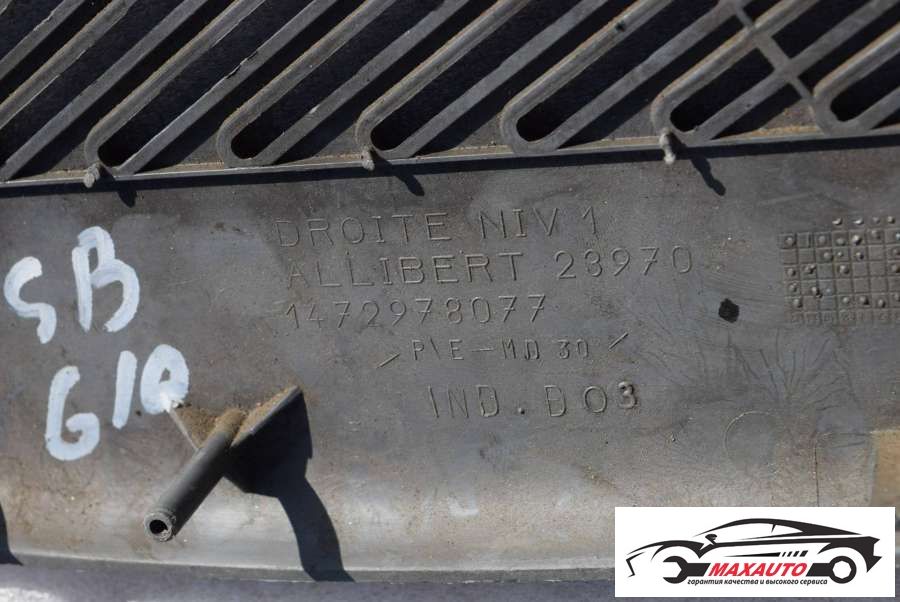 DROITE NIV 1
ALLIBERT 23970
1472978077
P\E-MD 30
IND. D03
SB
G10
MAXAUTO
гарантия качества и высокого сервиса